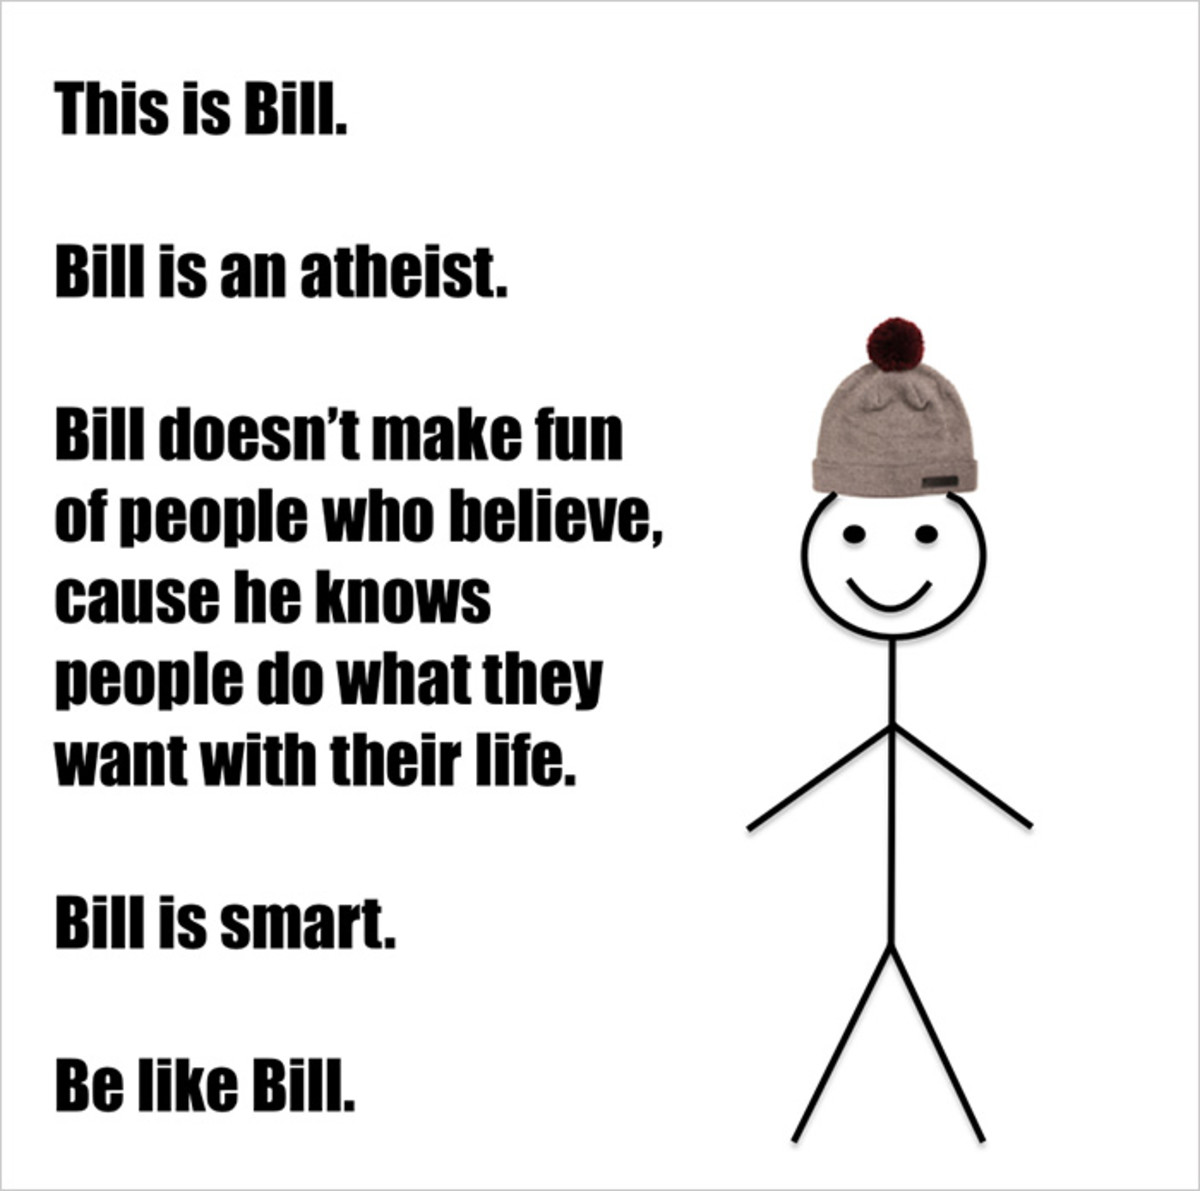 This is Bill.
Bill is an atheist.
Bill doesn’t make fun
of people who believe,
cause he knows
people do what they
want with their life.
Bill is smart.
Be like Bill.